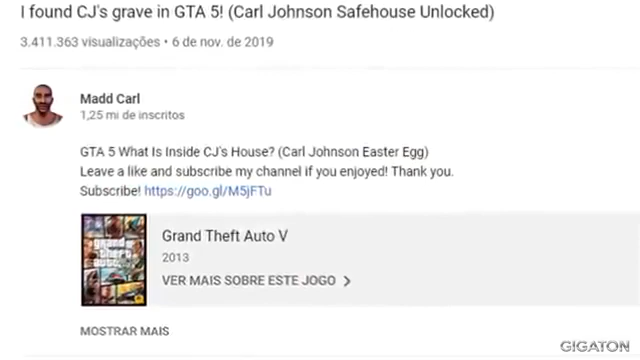 I found CJ's grave in GTA 5! (Carl Johnson Safehouse Unlocked)
3.411.363 visualizações • 6 de nov. de 2019
Madd Carl
1,25 mi de inscritos
GTA 5 What Is Inside CJ's House? (Carl Johnson Easter Egg)
Leave a like and subscribe my channel if you enjoyed! Thank you.
Subscribe! https://goo.gl/M5jFTu
Grand Theft Auto V
2013
VER MAIS SOBRE ESTE JOGO
MOSTRAR MAIS
GIGATON